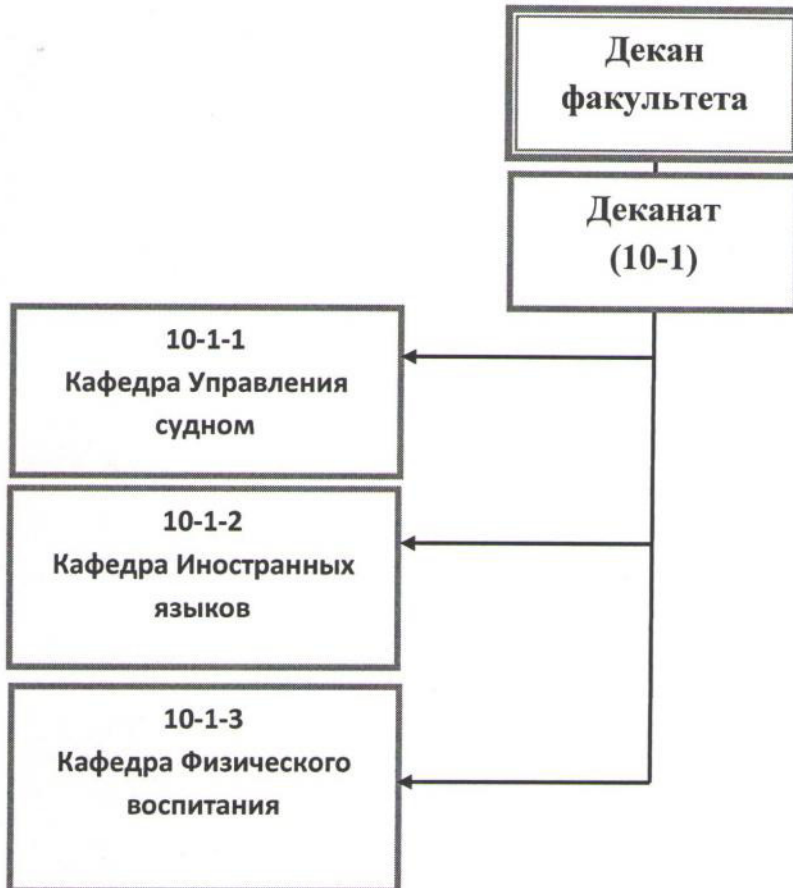 Декан
факультета
Деканат
(10-1)
10-1-1
Кафедра Управления
судном
10-1-2
Кафедра Иностранных
языков
10-1-3
Кафедра Физического
воспитания